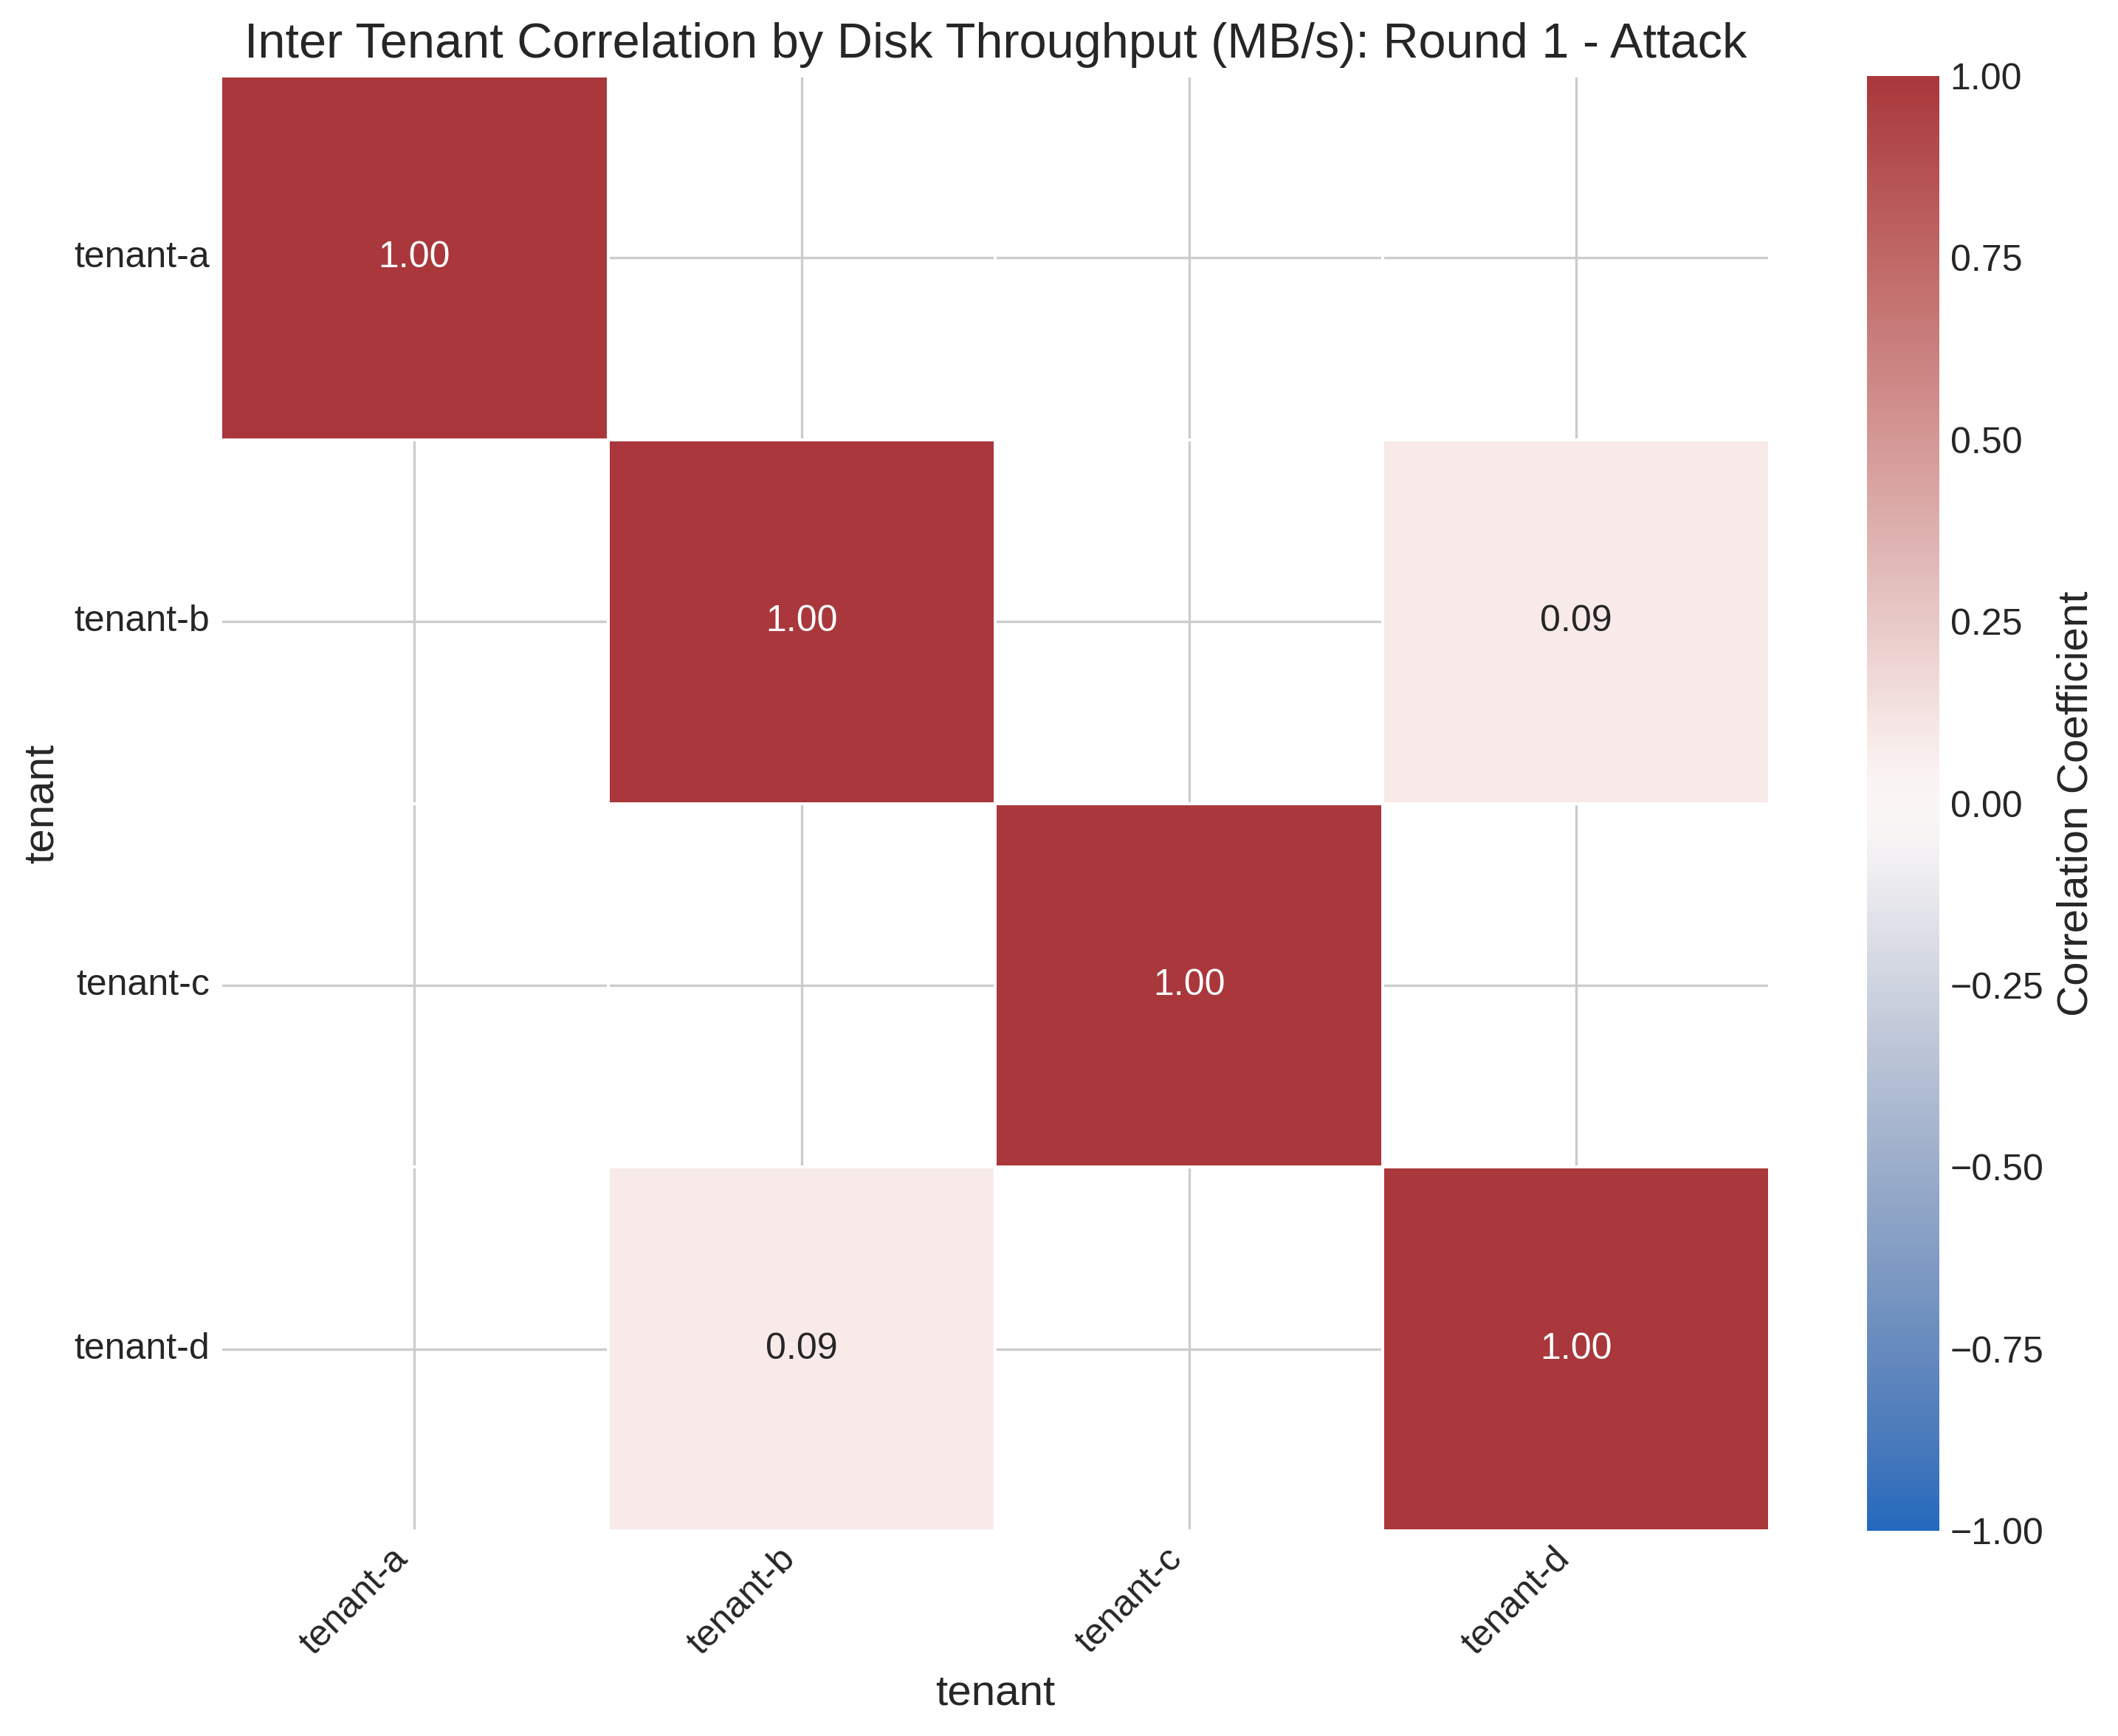 Inter Tenant Correlation by Disk Throughput (MB/s): Round 1 - Attack
tenant
tenant-a
tenant-b
tenant-c
tenant-d
1.00
1.00
0.09
1.00
0.09
1.00
tenant-a
tenant-b
tenant-c
tenant-d
tenant
1.00
0.75
0.50
0.25
0.00
−0.25
−0.50
−0.75
−1.00
Correlation Coefficient